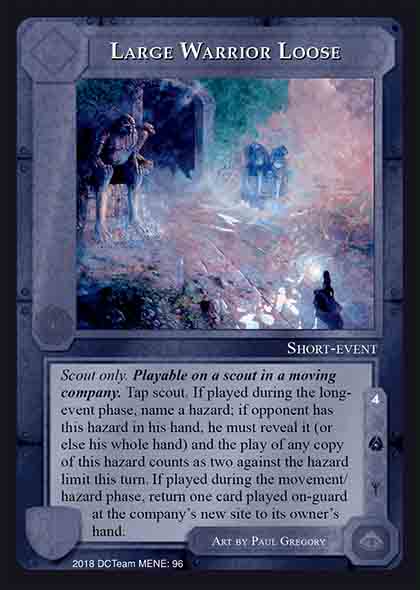 LARGE WARRIOR LOOSE
SHORT-EVENT
Scout only. Playable on a scout in a moving
company. Tap scout. If played during the long-
event phase, name a hazard; if opponent has
this hazard in his hand, he must reveal it (or
else his whole hand) and the play of any copy
of this hazard counts as two against the hazard
limit this turn. If played during the movement/
hazard phase, return one card played on-guard
at the company's new site to its owner's
hand.
4
ART BY PAUL GREGORY
2018 DCTeam MENE: 96